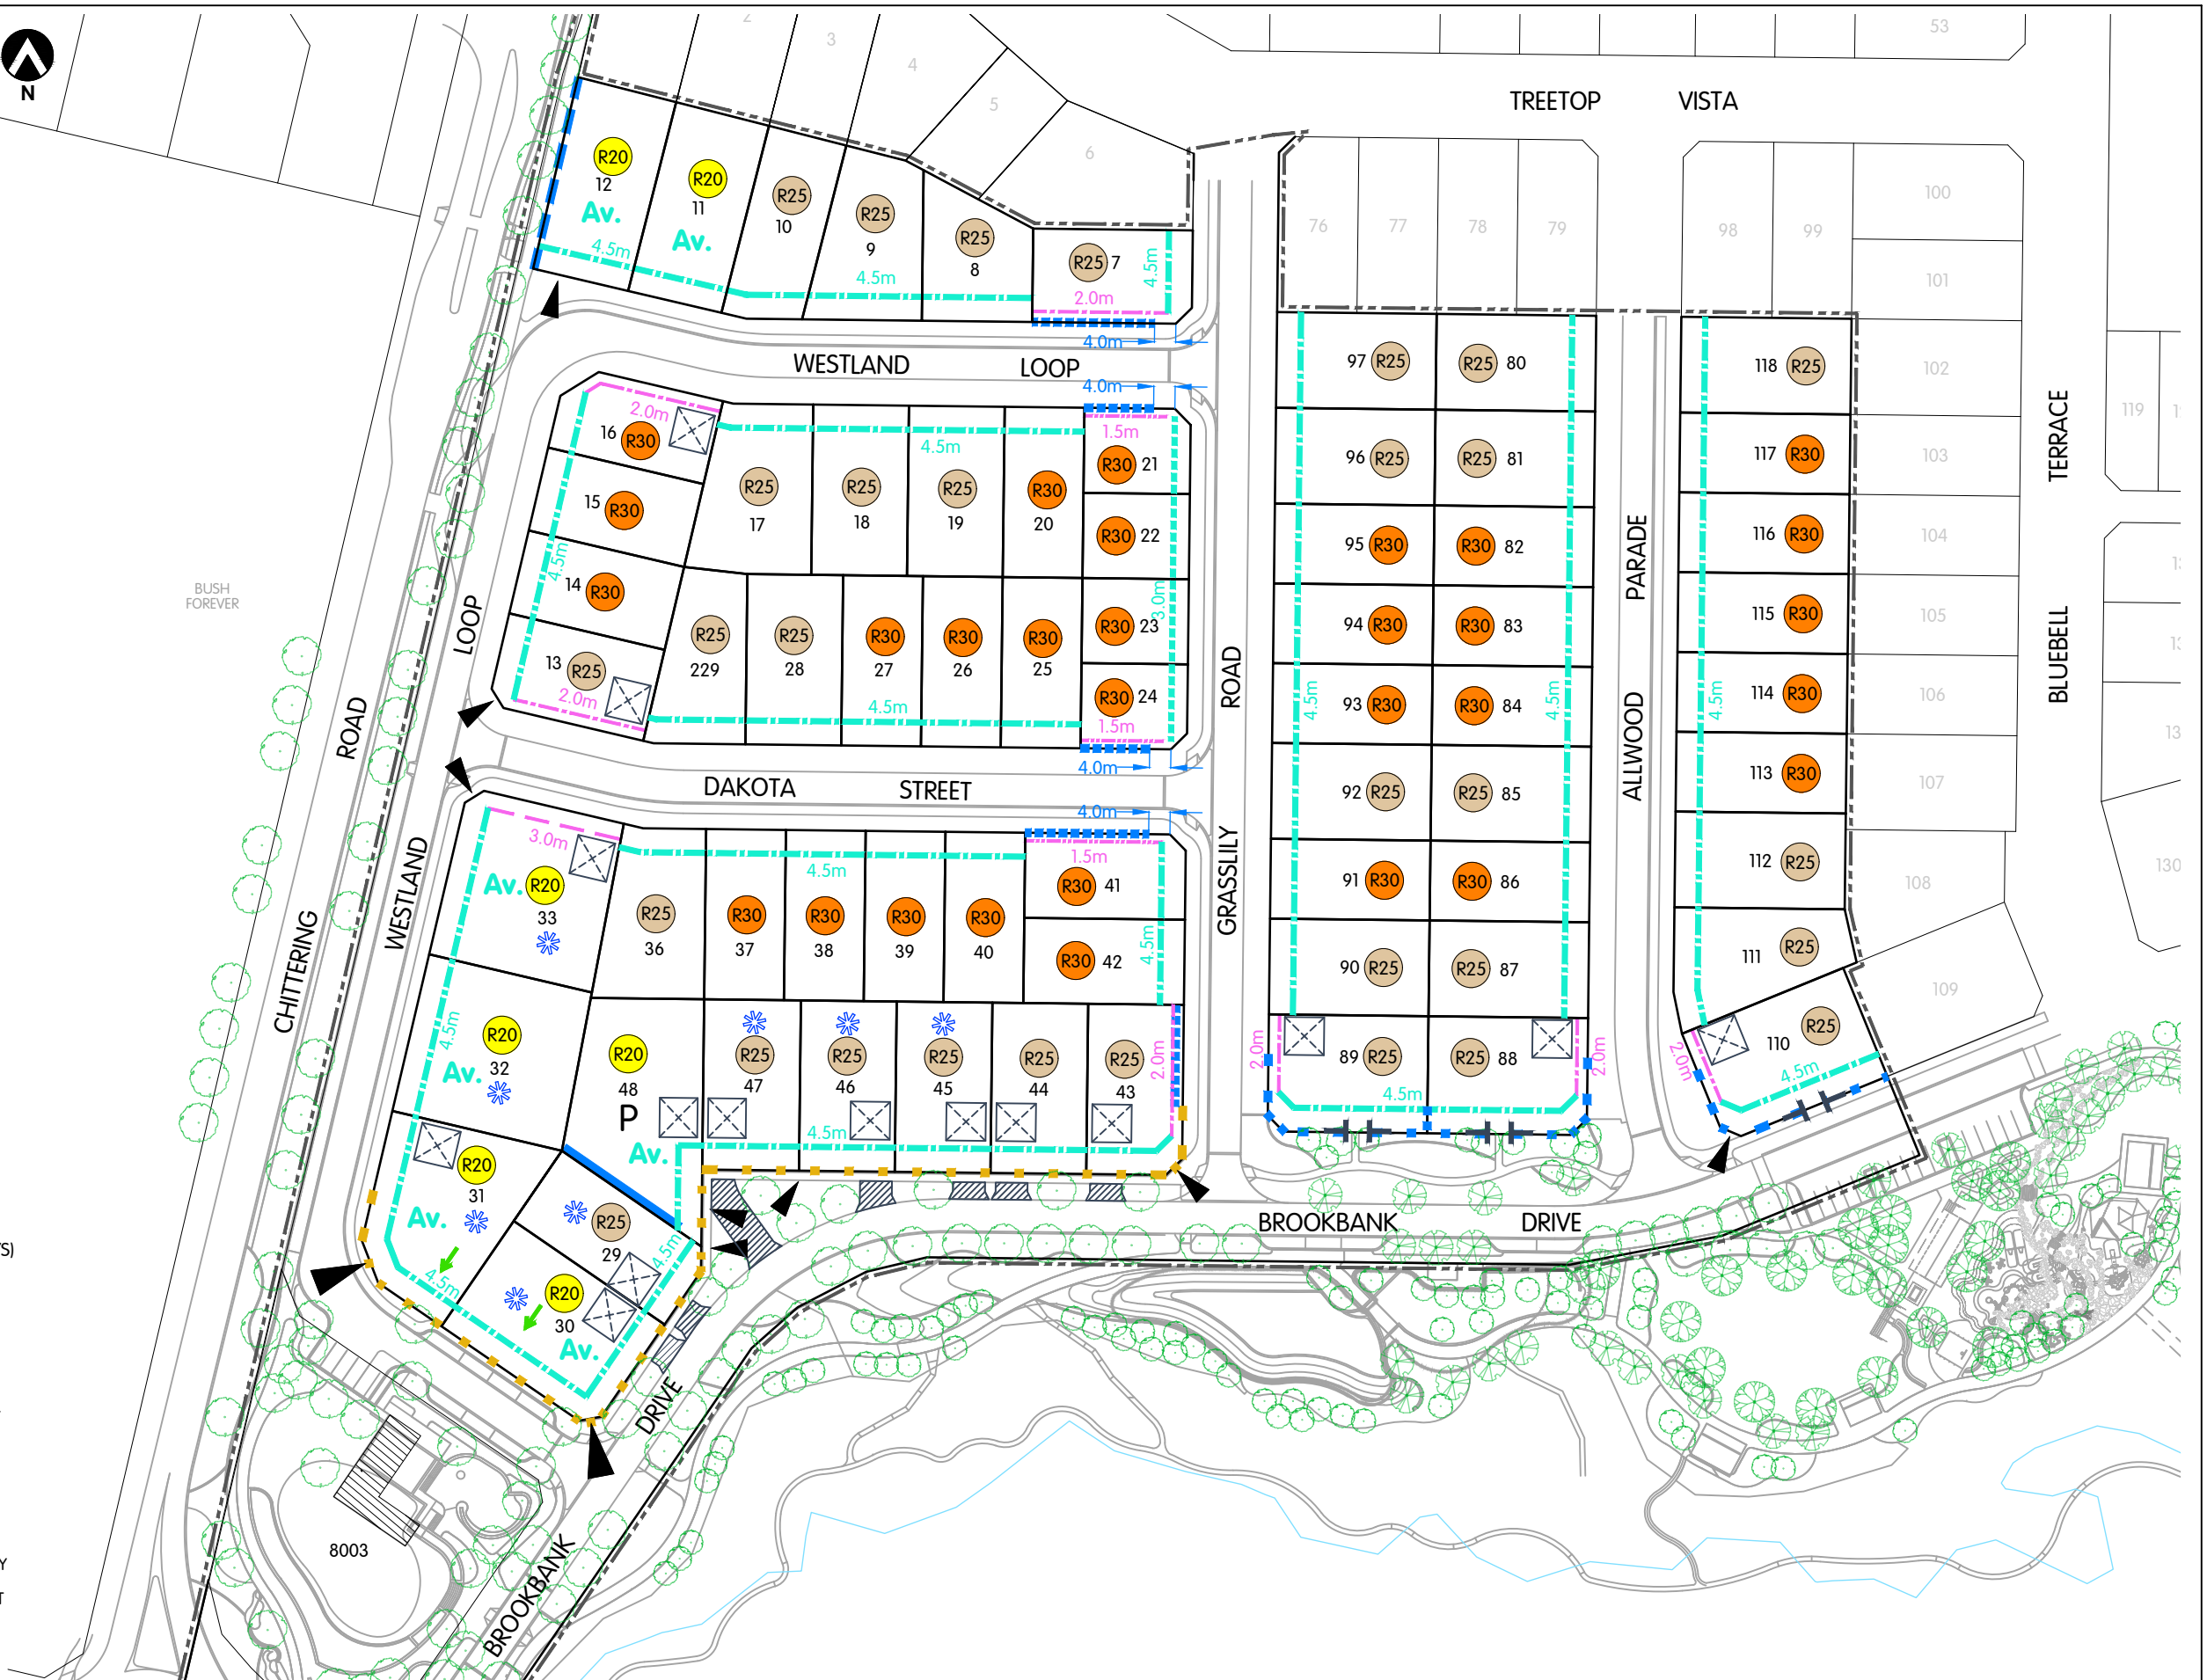 N
2
3
4
5
6
53
TREETOP VISTA
R20
12
Av.
4.5m
R20
11
Av.
R25
10
R25
9
4.5m
R25
8
R25 7
4.5m
2.0m
4.0m
76
77
78
79
98
99
100
101
102
103
104
105
106
107
108
109
119
130
WESTLAND LOOP
4.0m
2.0m
16 R30
15 R30
14 R30
4.5m
13 R25
2.0m
R25
17
R25
18
R25
19
4.5m
R30
20
1.5m
R30 21
R30 22
R30 23
3.0m
R30 24
1.5m
R25
229
R25
28
R30
27
R30
26
R30
25
4.5m
4.0m
97 R25
R25 80
96 R25
R25 81
95 R30
R30 82
94 R30
R30 83
93 R30
R30 84
4.5m
4.5m
92 R25
R25 85
91 R30
R30 86
90 R25
R25 87
89 R25
R25 88
2.0m
2.0m
4.5m
118 R25
117 R30
116 R30
115 R30
114 R30
4.5m
113 R30
112 R25
111 R25
110 R25
2.0m
4.5m
BUSH
FOREVER
LOOP
WESTLAND
CHITTERING
ROAD
GRASSLILY
ROAD
ALLWOOD
PARADE
BLUEBELL
TERRACE
DAKOTA STREET
4.0m
3.0m
Av. R20
33
R25
36
R30
37
R30
38
4.5m
R30
39
R30
40
1.5m
R30 41
R30 42
4.5m
4.5m
R20
32
Av.
R20
48
P
Av.
R25
47
R25
46
R25
45
R25
44
R25
43
2.0m
4.5m
R20
31
Av.
4.5m
R25
29
4.5m
R20
30
Av.
BROOKBANK DRIVE
DRIVE
BROOKBANK
8003